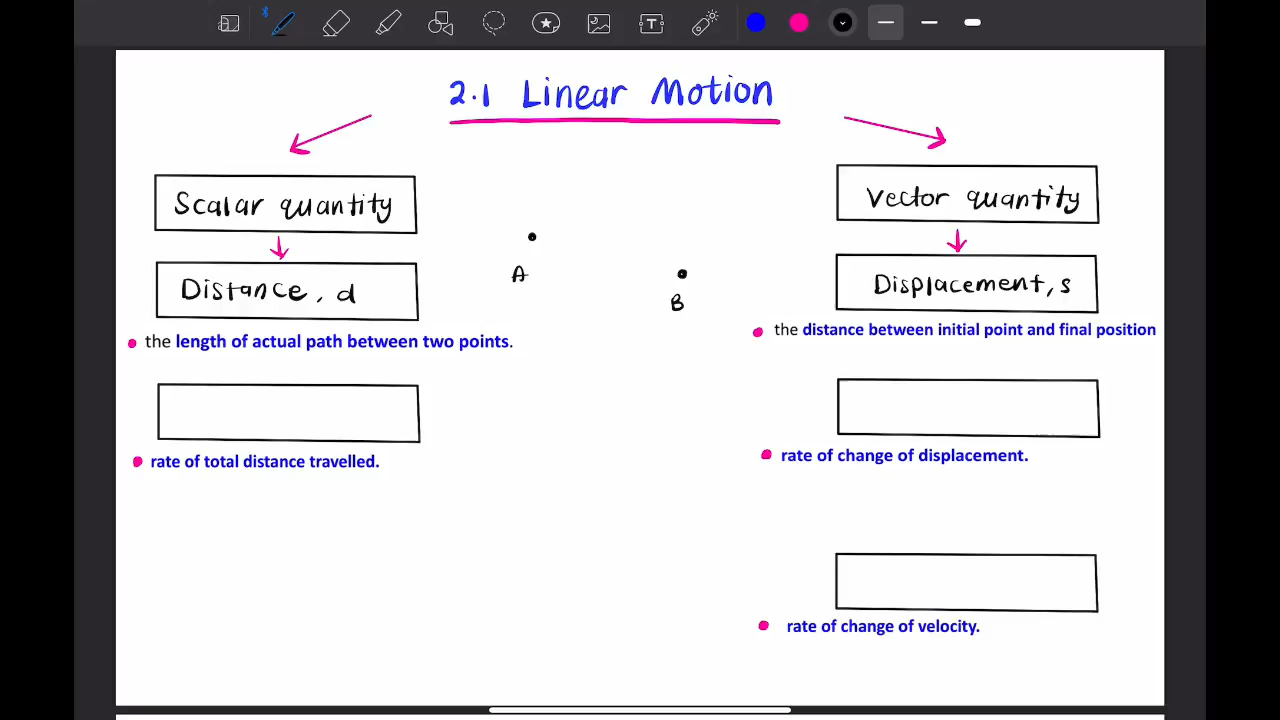 2.1 Linear Motion
Scalar quantity
Distance, d
the length of actual path between two points.
rate of total distance travelled.
A
B
Vector quantity
Displacement, s
the distance between initial point and final position
rate of change of displacement.
rate of change of velocity.